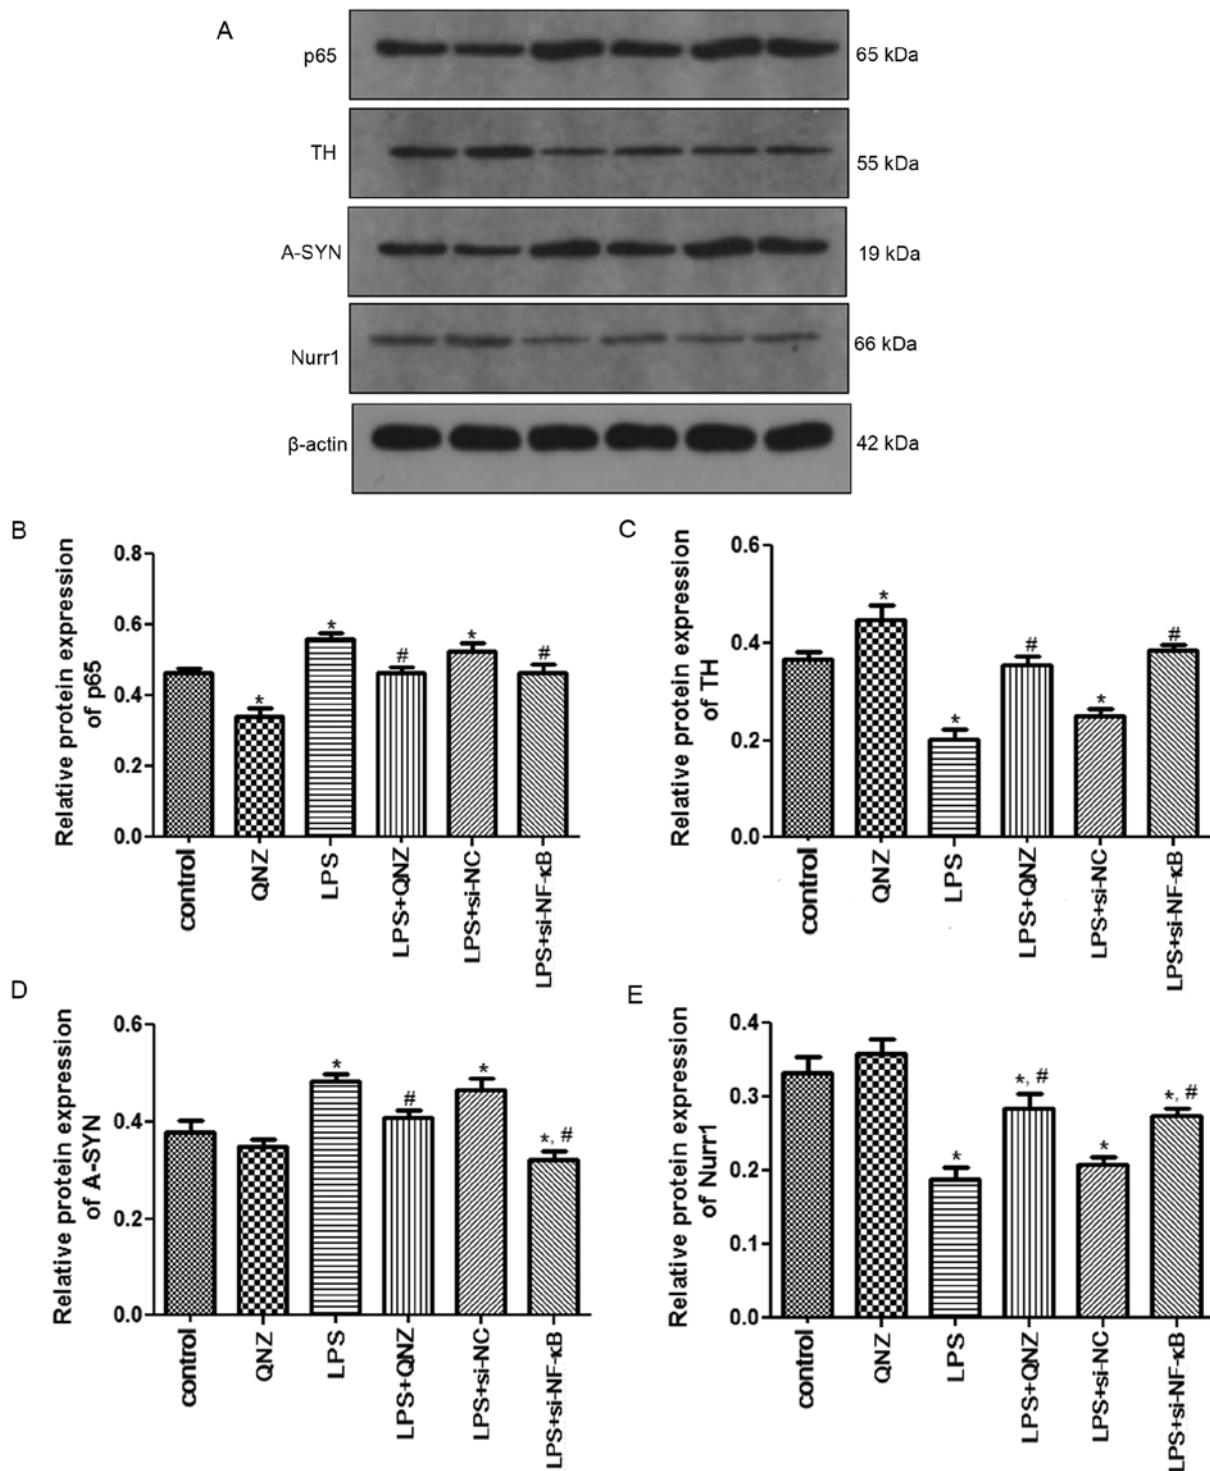 A
p65
65 kDa
TH
55 kDa
A-SYN
19 kDa
Nurr1
66 kDa
β-actin
42 kDa
B
Relative protein expression
of p65
0.8
0.6
0.4
0.2
0.0
*
*
#
*
#
control
QNZ
LPS
LPS+QNZ
LPS+si-NC
LPS+si-NF-κB
C
Relative protein expression
of TH
0.6
0.4
0.2
0.0
*
*
#
*
#
control
QNZ
LPS
LPS+QNZ
LPS+si-NC
LPS+si-NF-κB
D
Relative protein expression
of A-SYN
0.6
0.4
0.2
0.0
*
#
*
*, #
control
QNZ
LPS
LPS+QNZ
LPS+si-NC
LPS+si-NF-κB
E
Relative protein expression
of Nurr1
0.4
0.3
0.2
0.1
0.0
*
*, #
*
*, #
control
QNZ
LPS
LPS+QNZ
LPS+si-NC
LPS+si-NF-κB